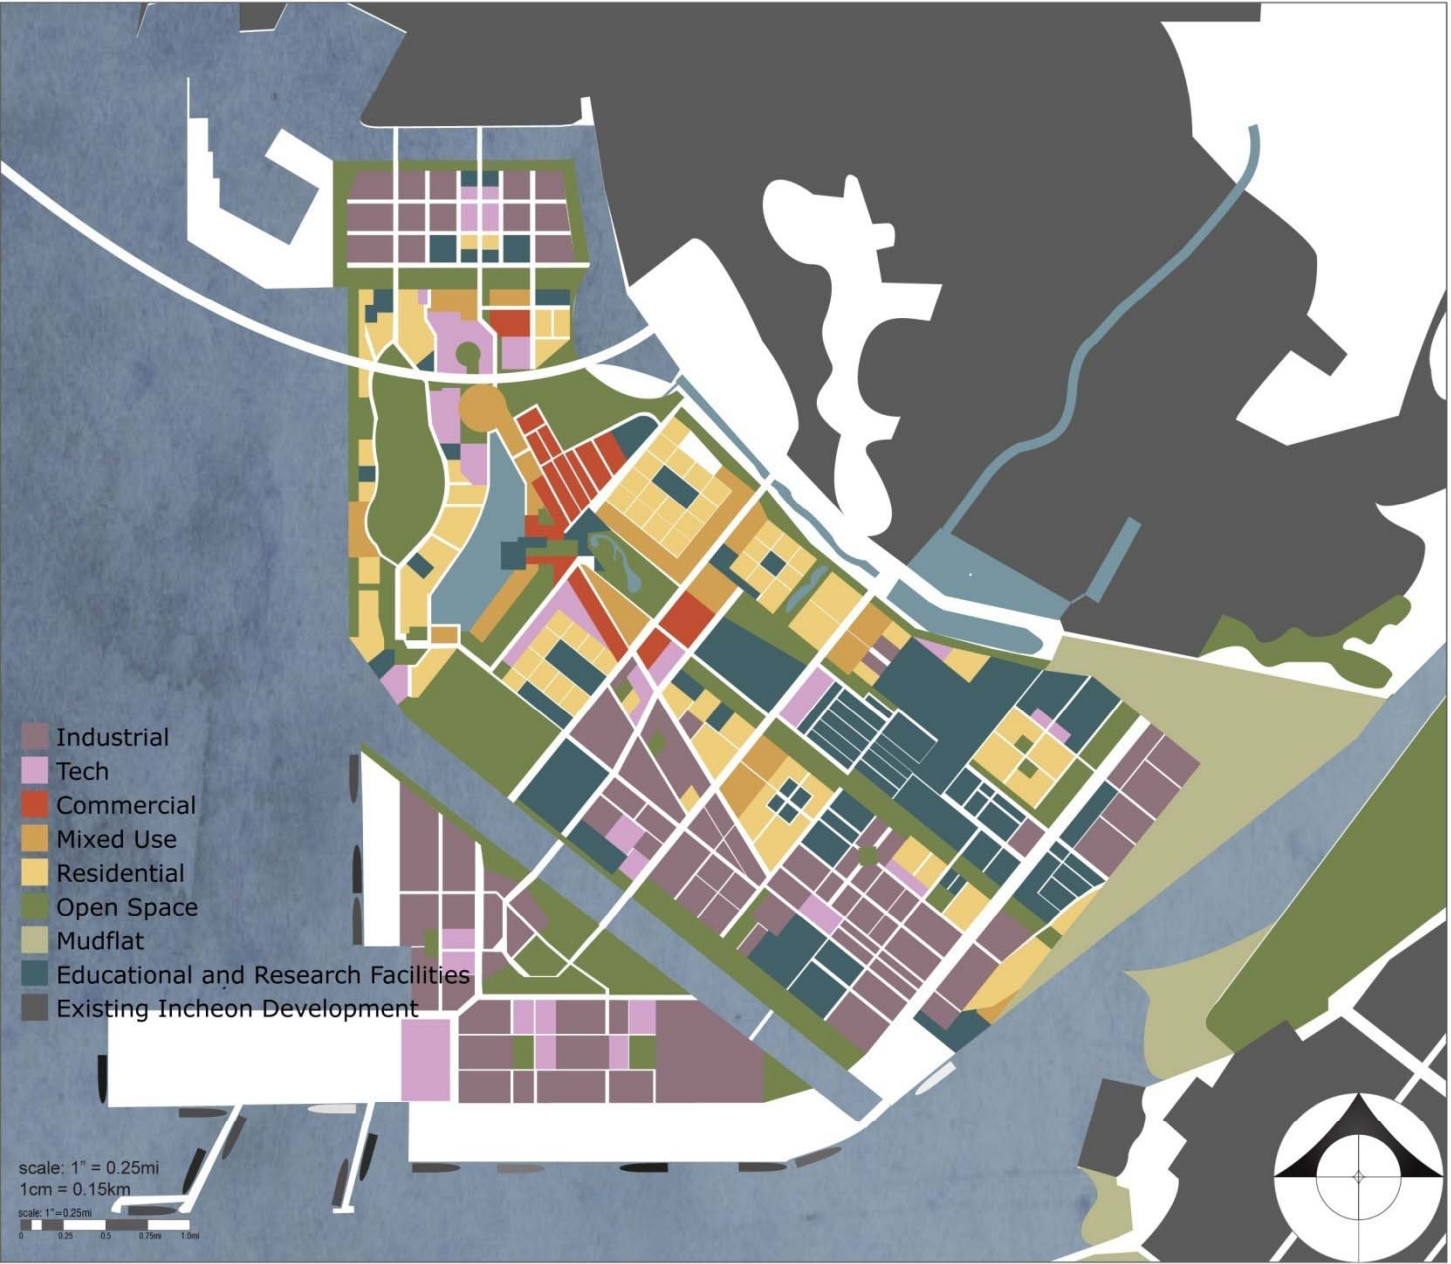 Industrial
Tech
Commercial
Mixed Use
Residential
Open Space
Mudflat
Educational and Research Facilities
Existing Incheon Development
scale: 1" = 0.25mi
1cm = 0.15km
scale: 1"=0.25mi
0 0.25 0.5 0.75mi 1.0mi